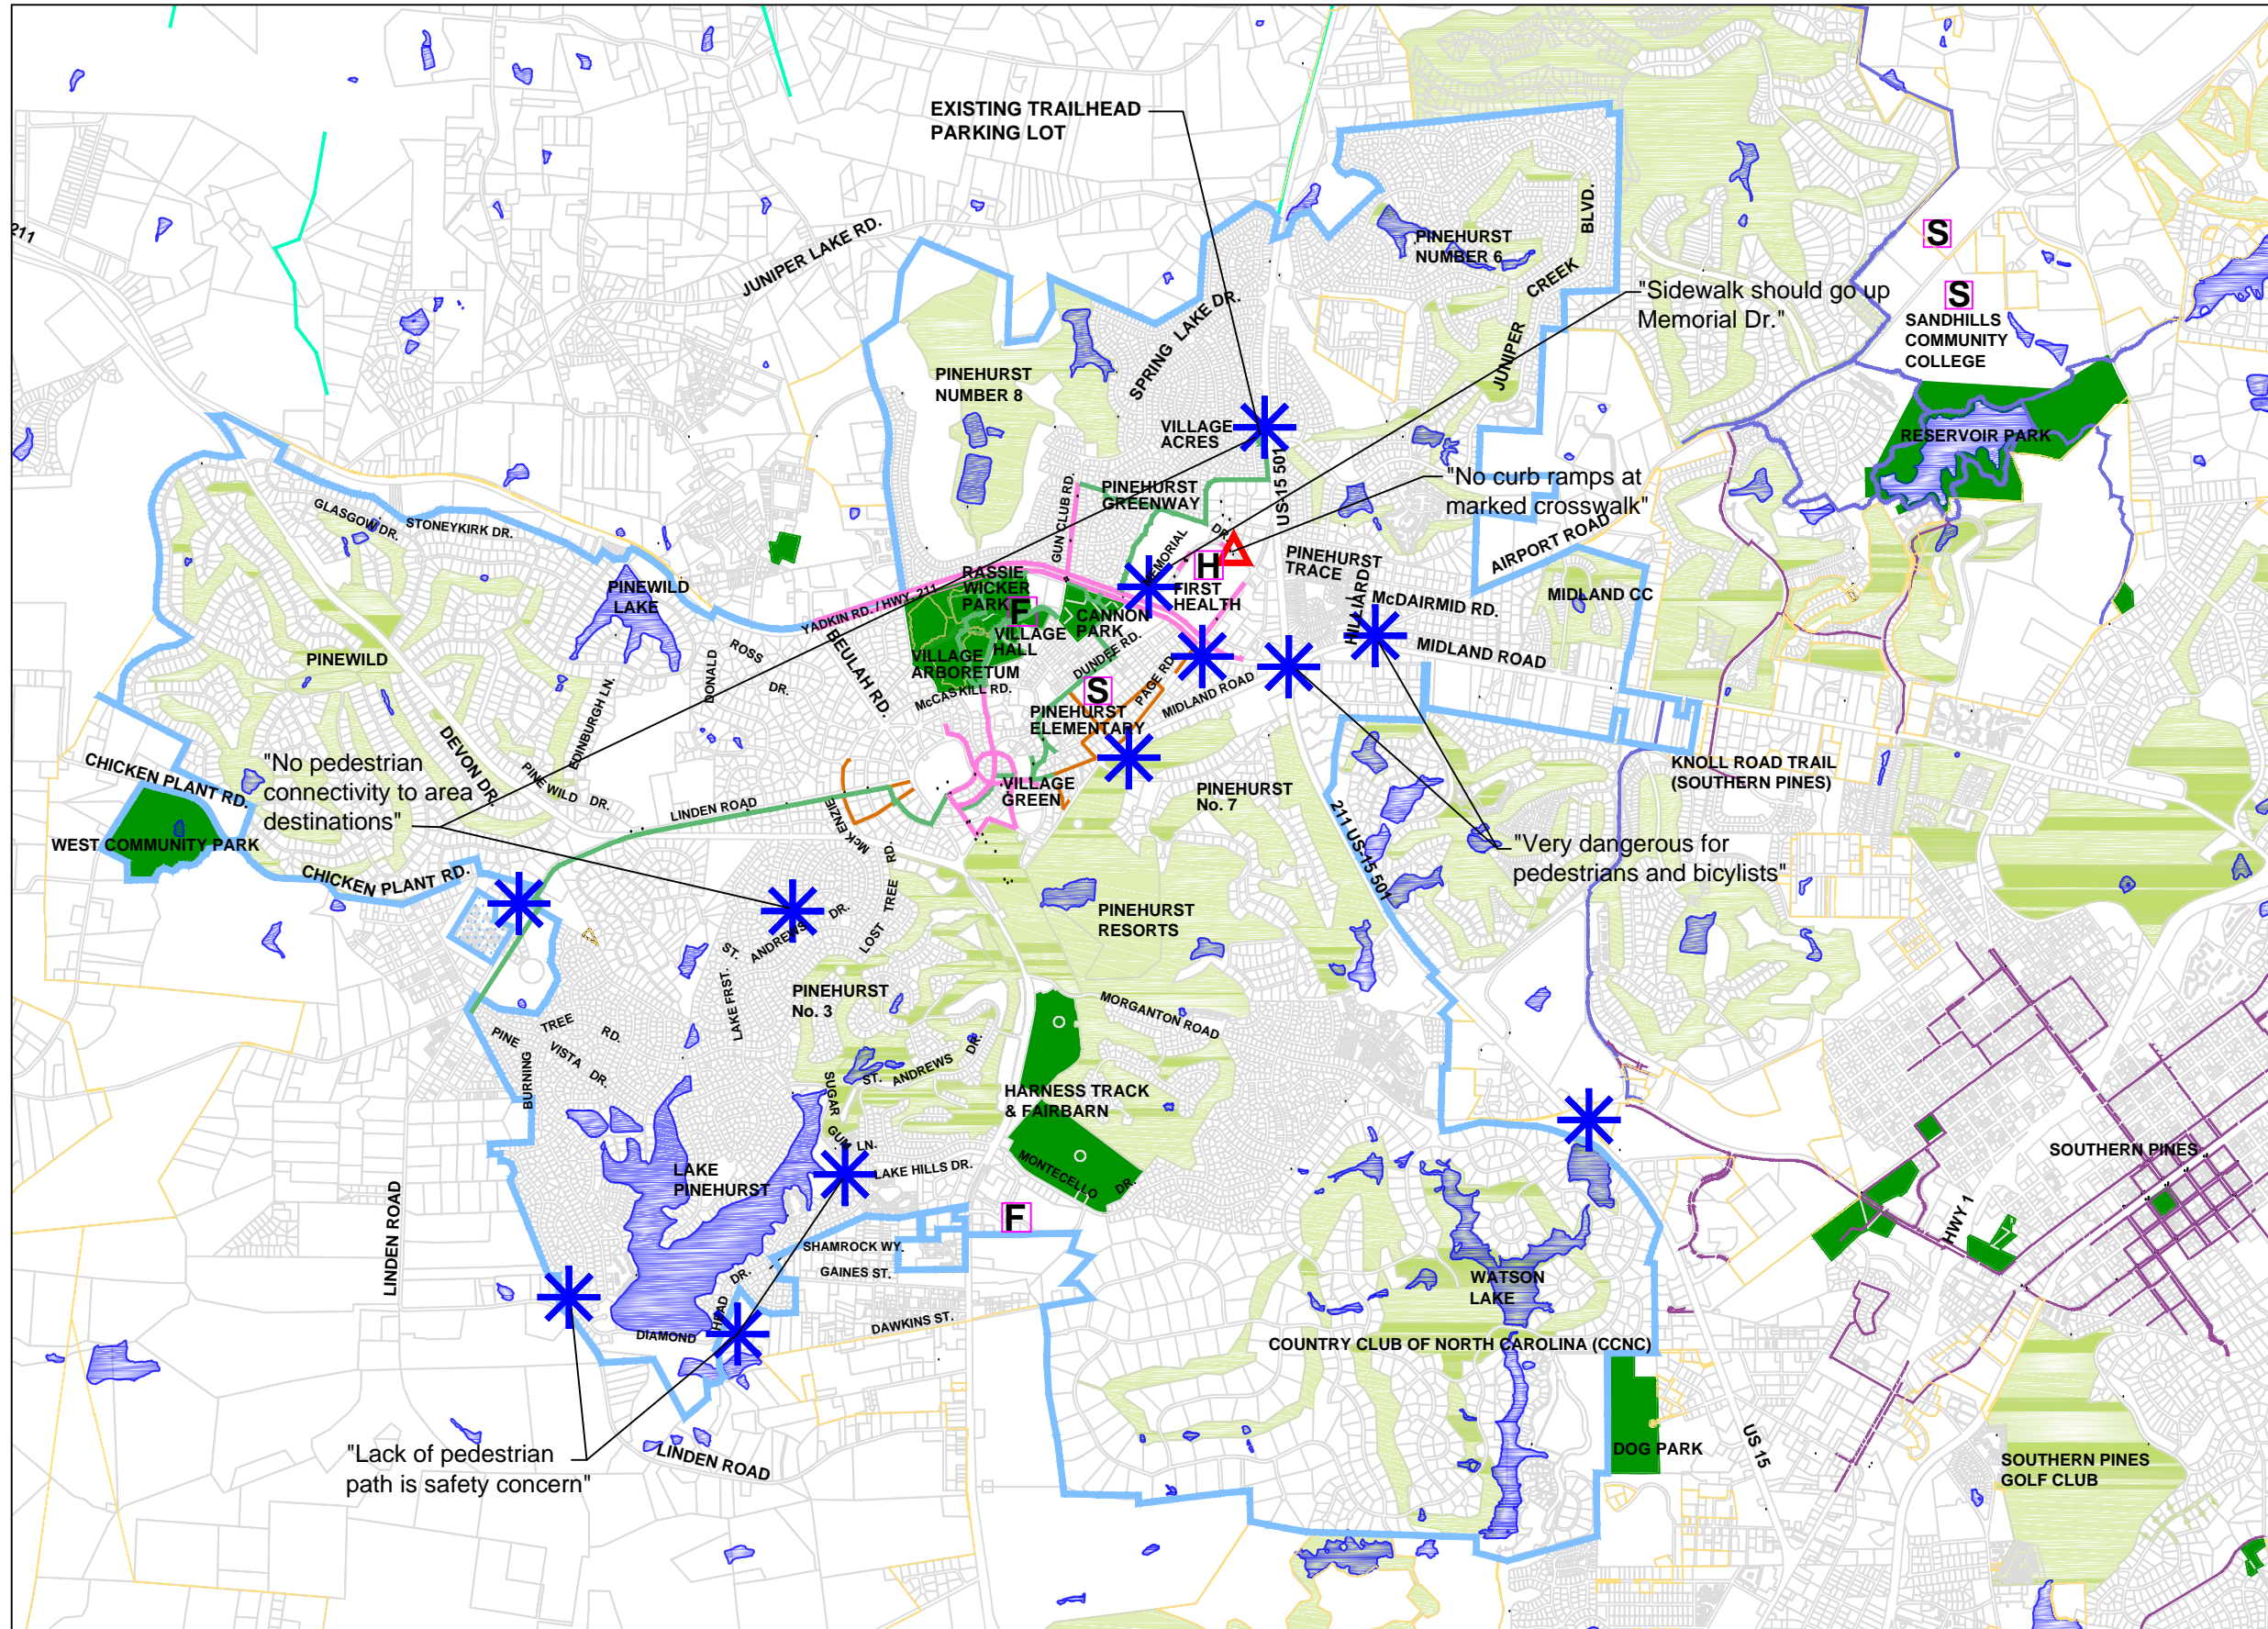 EXISTING TRAILHEAD
PARKING LOT
211
JUNIPER LAKE RD.
SPRING LAKE DR.
PINEHURST
NUMBER 6
BLVD.
CREEK
JUNIPER
"Sidewalk should go up
Memorial Dr."
S
S
SANDHILLS
COMMUNITY
COLLEGE
RESERVOIR PARK
PINEHURST
NUMBER 8
VILLAGE
ACRES
US-15 501
"No curb ramps at
marked crosswalk"
PINEHURST
GREENWAY
GUN CLUB RD.
MEMORIAL
DR.
H
FIRST
HEALTH
PINEHURST
TRACE
AIRPORT ROAD
HILLIARD
McDAIRMID RD.
MIDLAND CC
MIDLAND ROAD
GLASGOW DR.
STONEYKIRK DR.
PINEWILD
LAKE
YADKIN RD. / HWY. 211
RASSIE
WICKER
PARK
F
VILLAGE
HALL
CANNON
PARK
VILLAGE
ARBORETUM
DUNDEE RD.
McCASKILL RD.
BEULAH RD.
S
PINEHURST
ELEMENTARY
PAGE RD.
MIDLAND ROAD
PINEWILD
EDINBURGH LN.
DONALD
ROSS
DR.
DEVON DR.
PINE WILD DR.
CHICKEN PLANT RD.
"No pedestrian
connectivity to area
destinations"
LINDEN ROAD
McK ENZIE
RD.
VILLAGE
GREEN
PINEHURST
No. 7
211 US-15 501
KNOLL ROAD TRAIL
(SOUTHERN PINES)
"Very dangerous for
pedestrians and bicylists"
WEST COMMUNITY PARK
CHICKEN PLANT RD.
ST. ANDREWS DR.
LOST TREE
LAKE FRST.
PINEHURST
No. 3
PINEHURST
RESORTS
MORGANTON ROAD
PINE VISTA DR.
BURNING TREE RD.
SUGAR GUM LN.
ST. ANDREWS DR.
HARNESS TRACK
& FAIRBARN
MONTECELLO DR.
LAKE HILLS DR.
LAKE
PINEHURST
F
LINDEN ROAD
SHAMROCK WY.
GAINES ST.
DIAMOND HEAD DR.
DAWKINS ST.
WATSON
LAKE
COUNTRY CLUB OF NORTH CAROLINA (CCNC)
SOUTHERN PINES
HWY 1
DOG PARK
US 15
SOUTHERN PINES
GOLF CLUB
"Lack of pedestrian
path is safety concern"
LINDEN ROAD